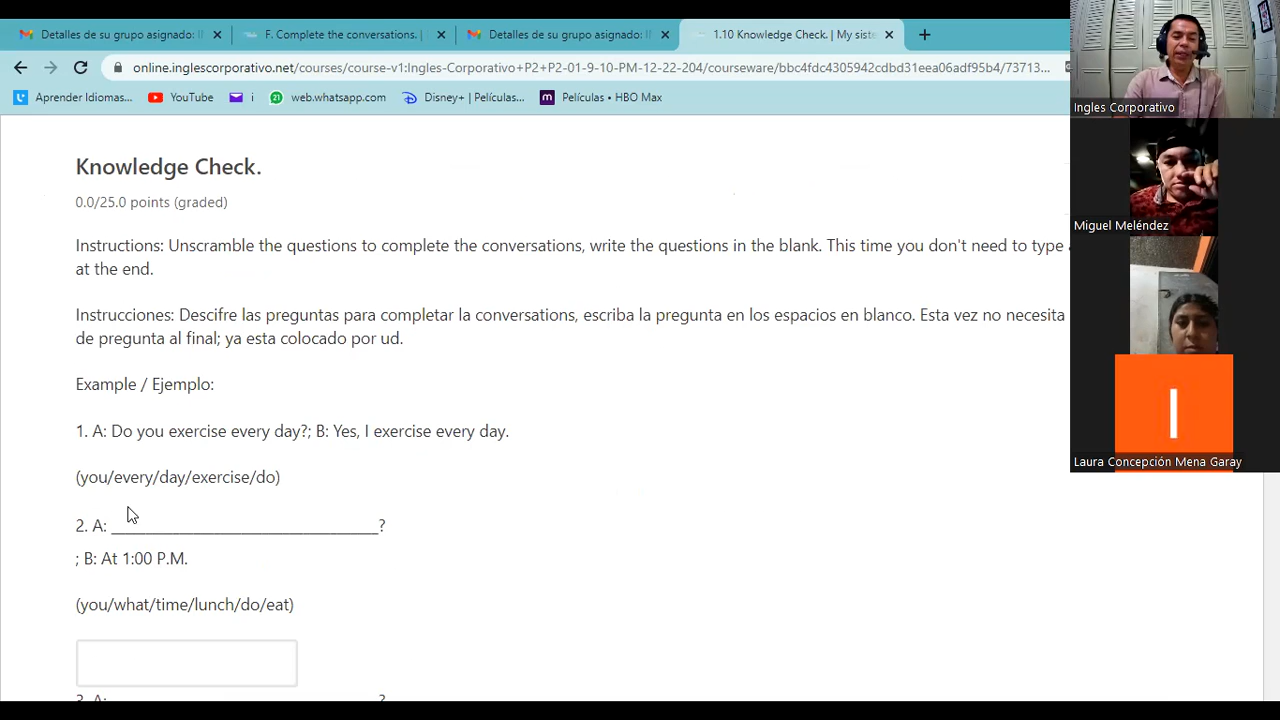 Detalles de su grupo asignado: I
F. Complete the conversations. |
1.10 Knowledge Check. | My siste
online.inglescorporativo.net/courses/course-v1:Ingles-Corporati
+P2+P2-01-9-10-PM-12-22-204/courseware/bbc4fdc4305942cdbd31eea06adf95b4/73713...
Aprender Idiomas...
YouTube
i
web.whatsapp.com
Disney+ | Películas...
Películas • HBO Max
Knowledge Check.
0.0/25.0 points (graded)
Instructions: Unscramble the questions to complete the conversations, write the questions in the blank. This time you don't need to type
at the end.
Instrucciones: Descifre las preguntas para completar la conversations, escriba la pregunta en los espacios en blanco. Esta vez no necesita
de pregunta al final; ya esta colocado por ud.
Example / Ejemplo:
1. A: Do you exercise every day?; B: Yes, I exercise every day.
(you/every/day/exercise/do)
2. A: ______________________________?
; B: At 1:00 P.M.
(you/what/time/lunch/do/eat)
3. A: ______________________________?
Ingles Corporativo
Miguel Meléndez
I
Laura Concepción Mena Garay